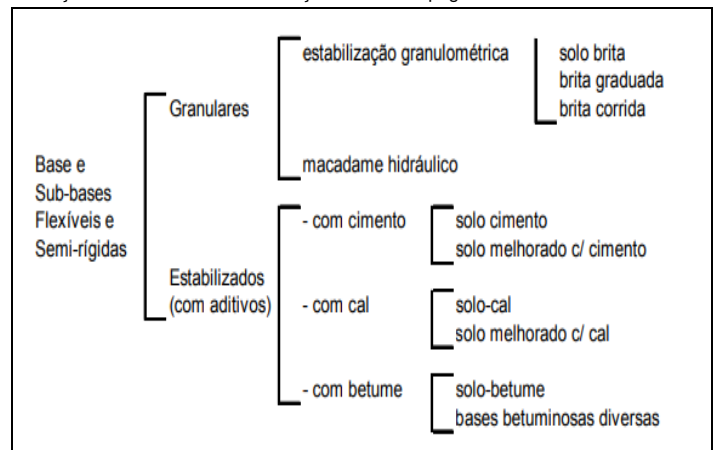 estabilização granulométrica
solo brita
brita graduada
brita corrida
Granulares
macadame hidráulico
Base e
Sub-bases
Flexíveis e
Semi-rígidas
- com cimento
solo cimento
solo melhorado c/ cimento
Estabilizados
(com aditivos)
- com cal
solo-cal
solo melhorado c/ cal
- com betume
solo-betume
bases betuminosas diversas